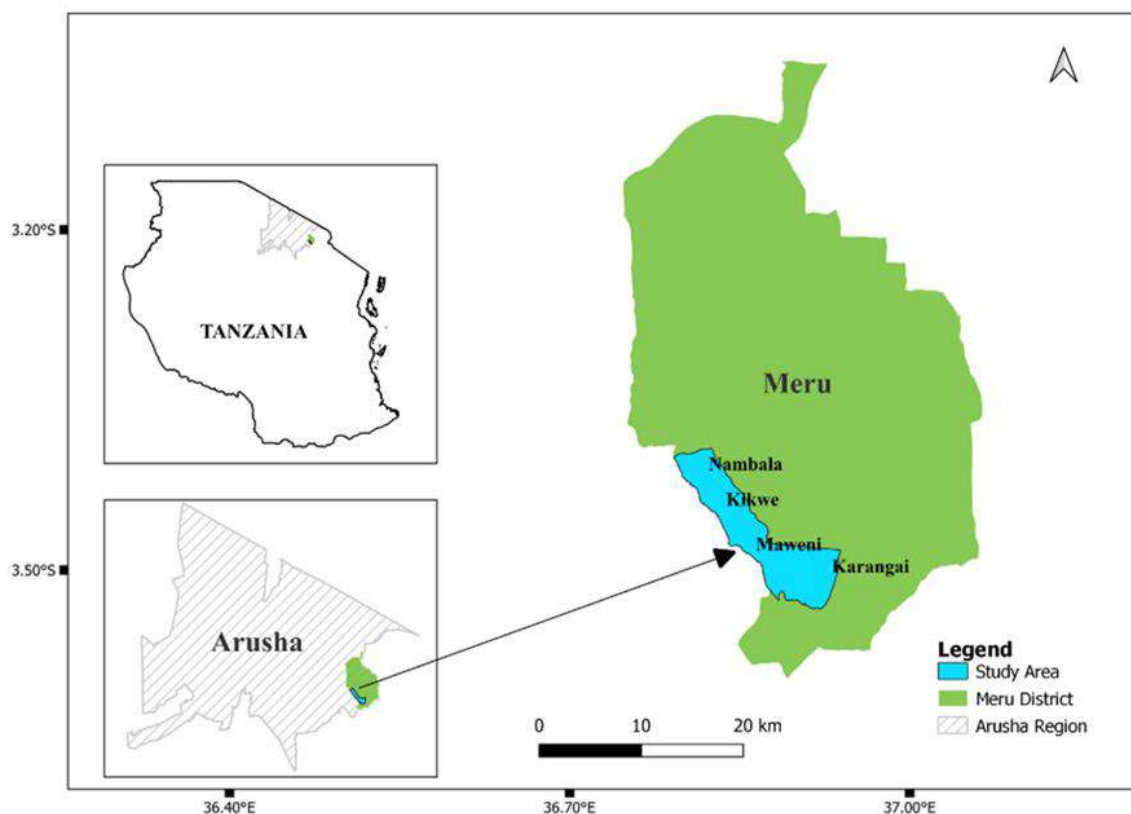 3.20°S
3.50°S
TANZANIA
Arusha
Meru
Nambala
Kikwe
Maweni
Karangai
Legend
Study Area
Meru District
Arusha Region
0 10 20 km
36.40°E 36.70°E 37.00°E